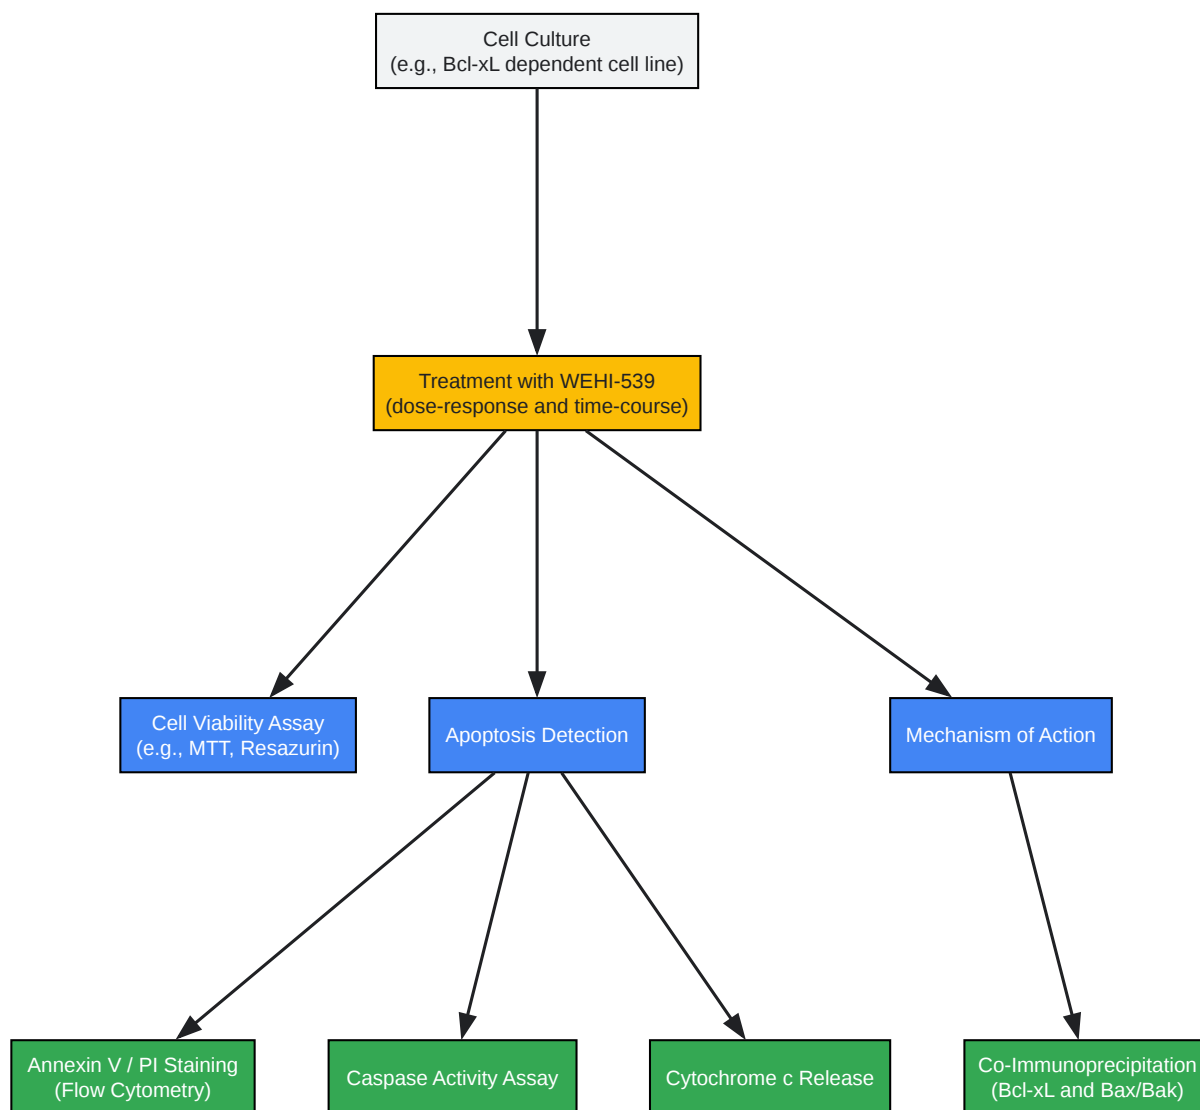 Cell Culture
(e.g., Bcl-xL dependent cell line)
Treatment with WEHI-539
(dose-response and time-course)
Cell Viability Assay
(e.g., MTT, Resazurin)
Apoptosis Detection
Mechanism of Action
Annexin V / PI Staining
(Flow Cytometry)
Caspase Activity Assay
Cytochrome c Release
Co-Immunoprecipitation
(Bcl-xL and Bax/Bak)